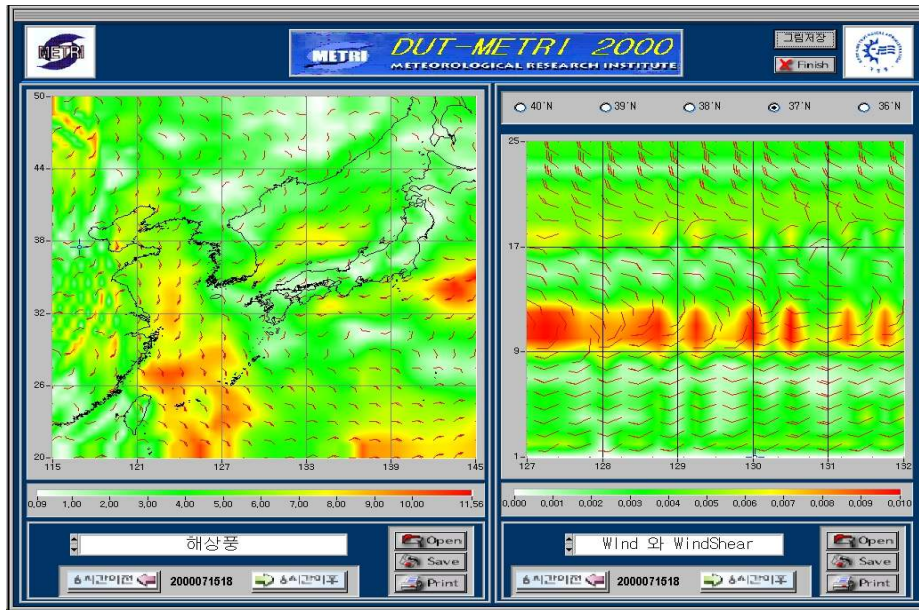 METRI
METRI DUT-METRI 2000
METEOROLOGICAL RESEARCH INSTITUTE
그림저장
Finish
50
44
38
32
26
20
115 121 127 133 139 145
0,09 1,00 2,00 3,00 4,00 5,00 6,00 7,00 8,00 9,00 10,00 11,56
해상풍
Open
Save
Print
6시간이전 2000071518 6시간이후
40'N 39'N 38'N 37'N 36'N
25
17
9
1
127 128 129 130 131 132
0,000 0,001 0,002 0,003 0,004 0,005 0,006 0,007 0,008 0,009 0,010
WInd 와 WindShear
Open
Save
Print
6시간이전 2000071518 6시간이후